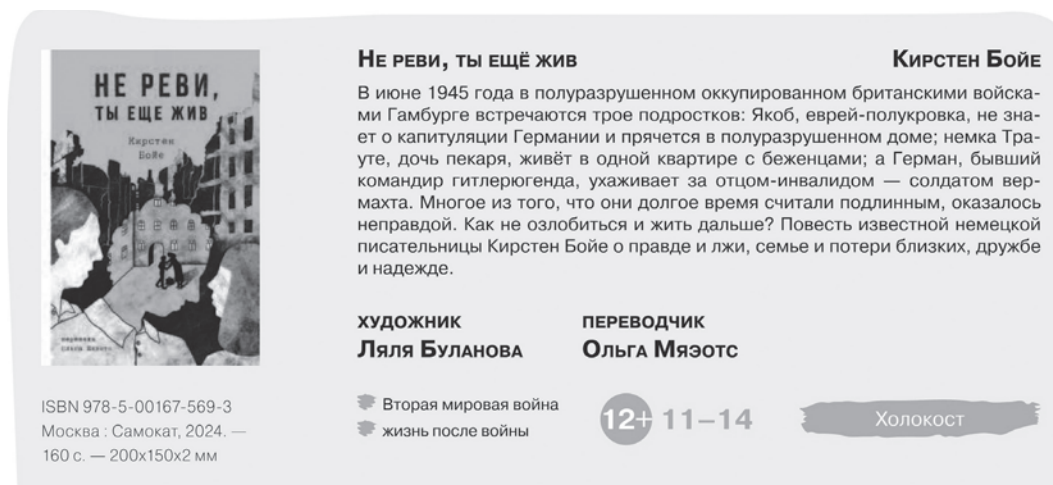 НЕ РЕВИ,
ТЫ ЕЩЕ ЖИВ
Кирстен
Бойе
перевела
Ольга Мяэотс
ISBN 978-5-00167-569-3
Москва : Самокат, 2024. —
160 с. — 200х150х2 мм
Не реви, ты ещё жив Кирстен Бойе
В июне 1945 года в полуразрушенном оккупированном британскими войска-
ми Гамбурге встречаются трое подростков: Якоб, еврей-полукровка, не зна-
ет о капитуляции Германии и прячется в полуразрушенном доме; немка Тра-
уте, дочь пекаря, живёт в одной квартире с беженцами; а Герман, бывший
командир гитлерюгенда, ухаживает за отцом-инвалидом — солдатом вер-
махта. Многое из того, что они долгое время считали подлинным, оказалось
неправдой. Как не озлобиться и жить дальше? Повесть известной немецкой
писательницы Кирстен Бойе о правде и лжи, семье и потери близких, дружбе
и надежде.
художник переводчик
Ляля Буланова Ольга Мяэотс
Вторая мировая война
жизнь после войны
12+ 11–14
Холокост